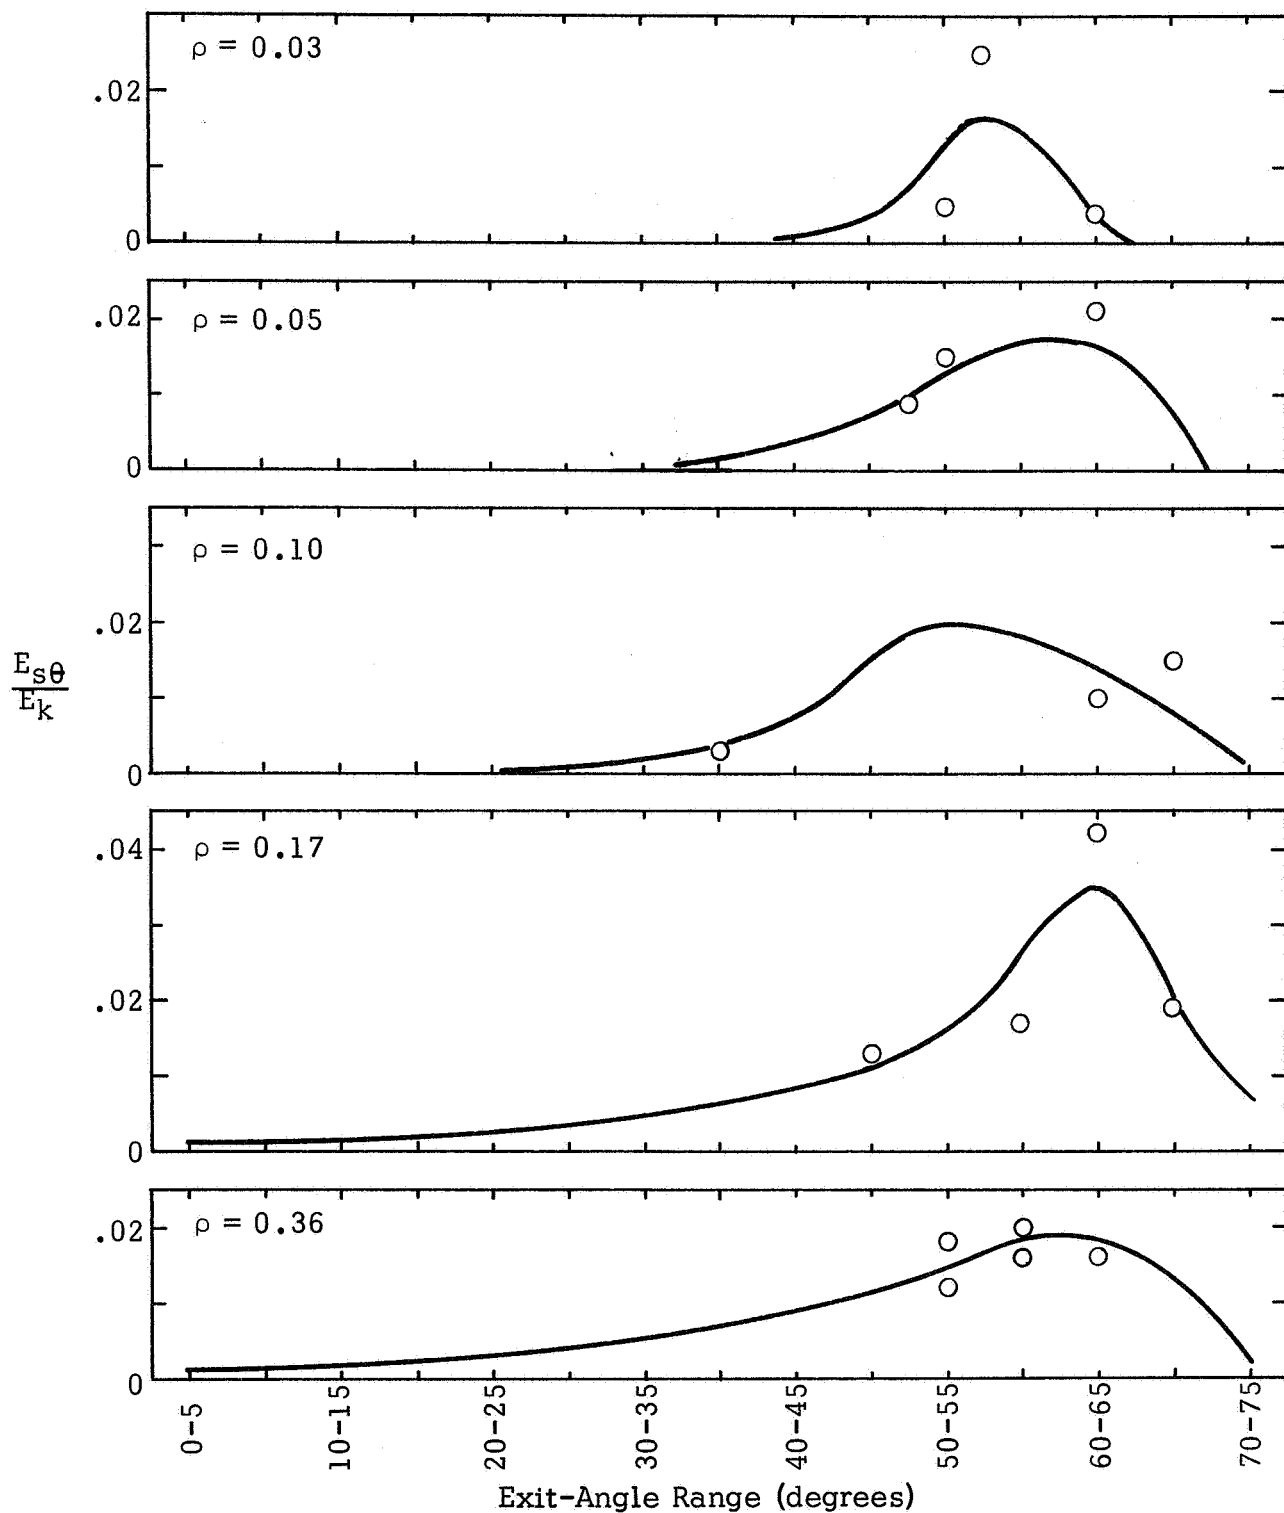 ρ = 0.03
.02
0
ρ = 0.05
.02
0
ρ = 0.10
.02
0
E_sθ
E_k
ρ = 0.17
.04
.02
0
ρ = 0.36
.02
0
0-5
10-15
20-25
30-35
40-45
50-55
60-65
70-75
Exit-Angle Range (degrees)